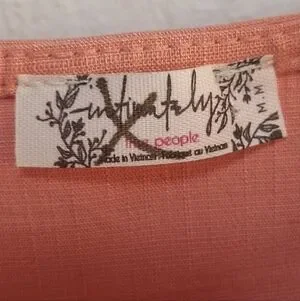 intimately
free people
Made in Vietnam / Fabriqué au Vietnam
M·M